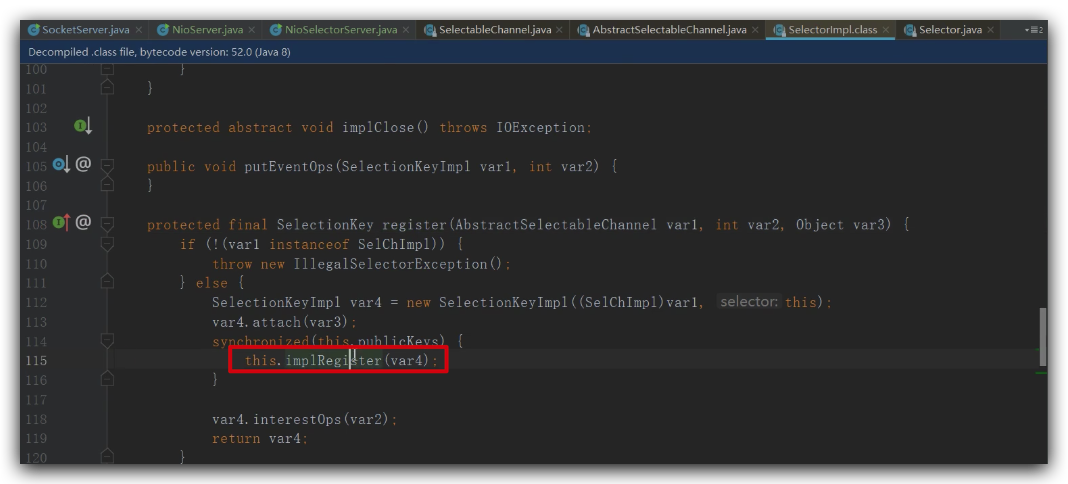 SocketServer.java × NioServer.java × NioSelectorServer.java × SelectableChannel.java × AbstractSelectableChannel.java × SelectorImpl.class × Selector.java × 2
Decompiled .class file, bytecode version: 52.0 (Java 8)
100 }
101 }
102
103 protected abstract void implClose() throws IOException;
104
105 @ public void putEventOps(SelectionKeyImpl var1, int var2) {
106 }
107
108 @ protected final SelectionKey register(AbstractSelectableChannel var1, int var2, Object var3) {
109 if (!(var1 instanceof SelChImpl)) {
110 throw new IllegalSelectorException();
111 } else {
112 SelectionKeyImpl var4 = new SelectionKeyImpl((SelChImpl)var1, selector: this);
113 var4.attach(var3);
114 synchronized(this.publicKeys) {
115 this.implRegister(var4);
116 }
117
118 var4.interestOps(var2);
119 return var4;
120 }